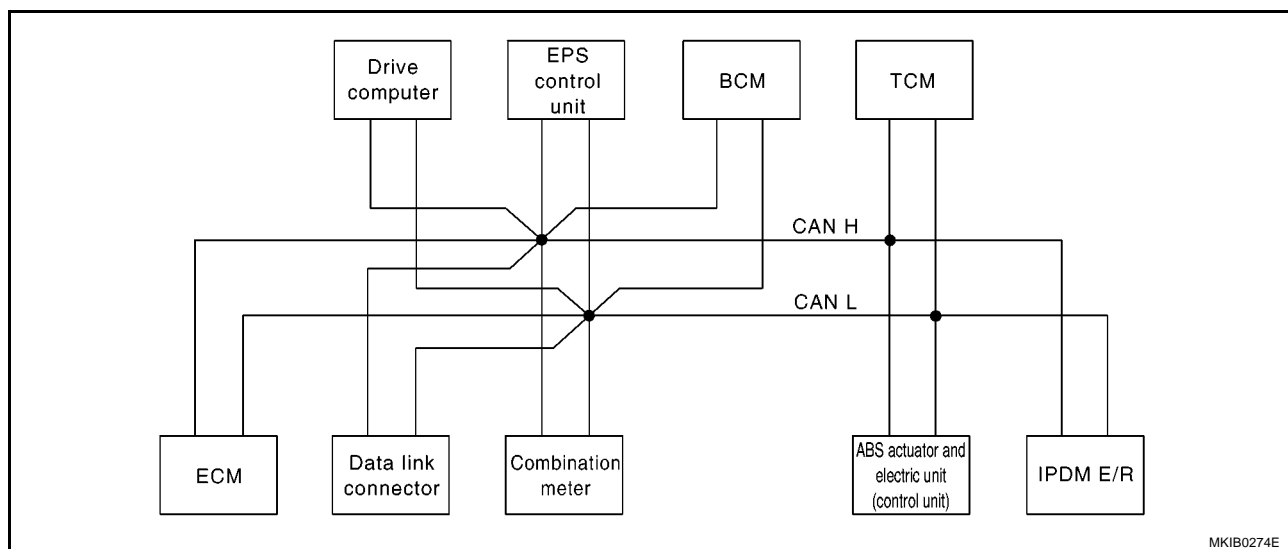 Drive
computer
EPS
control
unit
BCM
TCM
CAN H
CAN L
ECM
Data link
connector
Combination
meter
ABS actuator and
electric unit
(control unit)
IPDM E/R
MKIB0274E